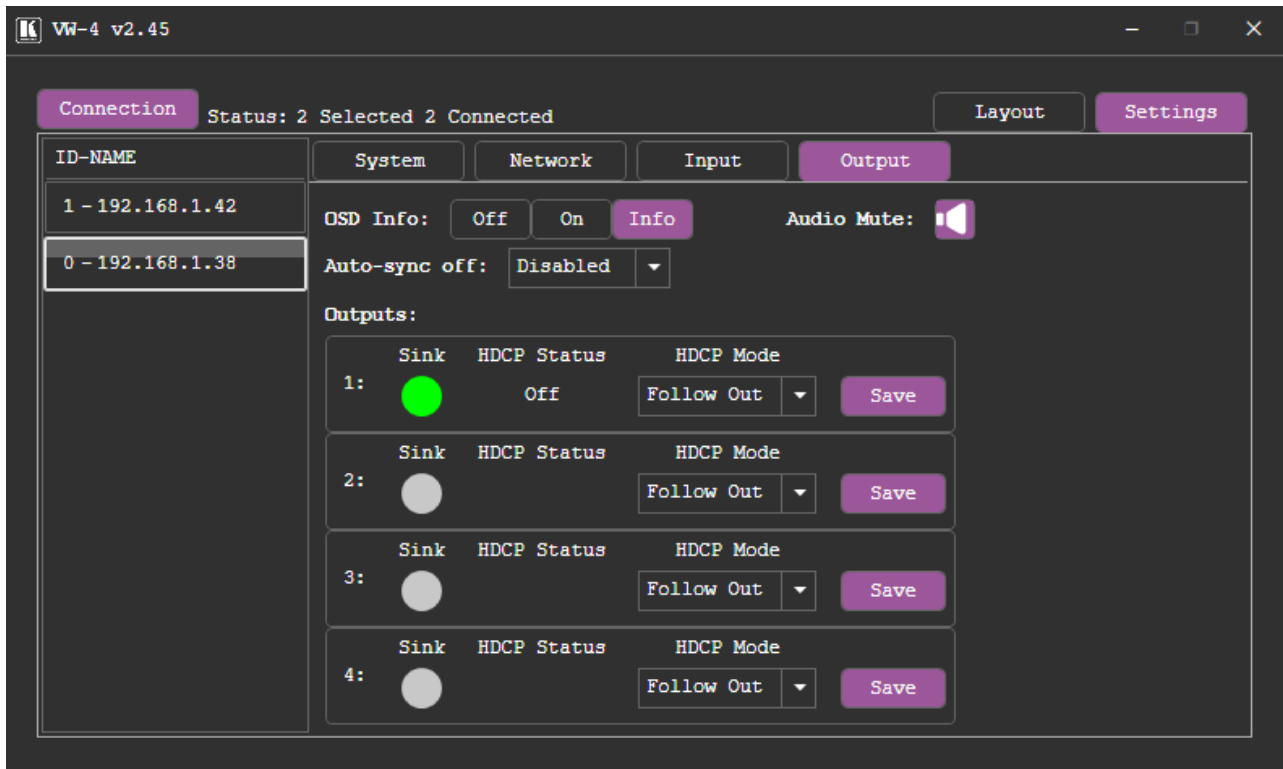 VW-4 v2.45
Connection Status: 2 Selected 2 Connected Layout Settings
ID-NAME
1 - 192.168.1.42
0 - 192.168.1.38
System Network Input Output
OSD Info: Off On Info Audio Mute:
Auto-sync off: Disabled
Outputs:
Sink HDCP Status HDCP Mode
1: Off Follow Out Save
Sink HDCP Status HDCP Mode
2: Follow Out Save
Sink HDCP Status HDCP Mode
3: Follow Out Save
Sink HDCP Status HDCP Mode
4: Follow Out Save